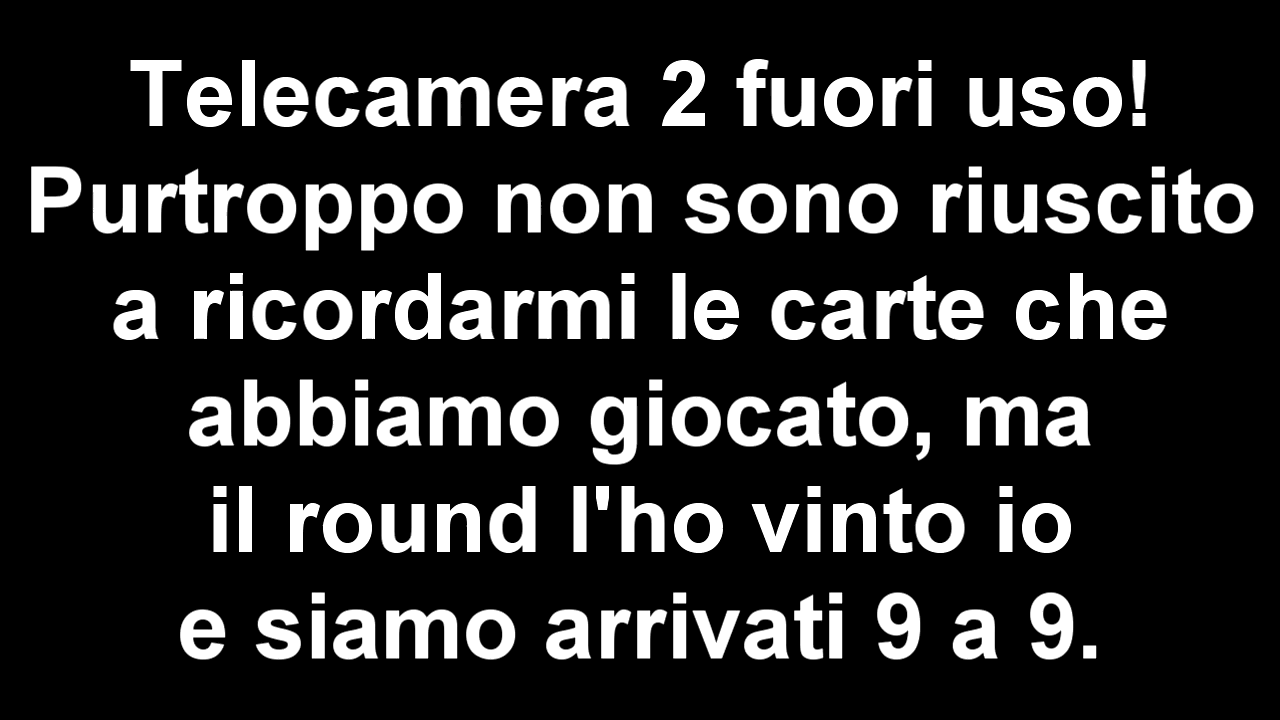 Telecamera 2 fuori uso!
Purtroppo non sono riuscito
a ricordarmi le carte che
abbiamo giocato, ma
il round l'ho vinto io
e siamo arrivati 9 a 9.